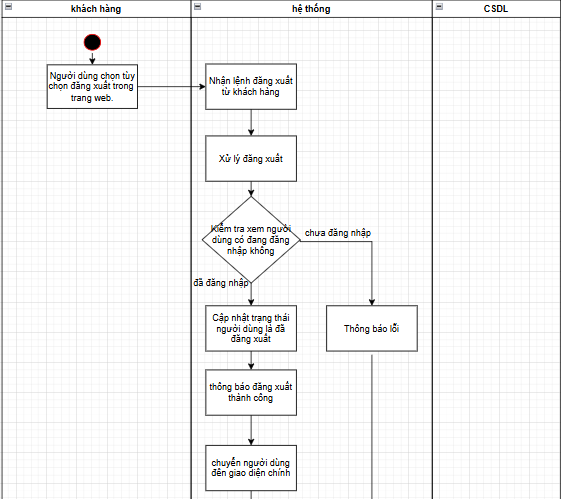 khách hàng
hệ thống
CSDL
Người dùng chọn tùy
chọn đăng xuất trong
trang web.
Nhận lệnh đăng xuất
từ khách hàng
Xử lý đăng xuất
Kiểm tra xem người
dùng có đang đăng
nhập không
chưa đăng nhập
đã đăng nhập
Cập nhật trạng thái
người dùng là đã
đăng xuất
Thông báo lỗi
thông báo đăng xuất
thành công
chuyển người dùng
đến giao diện chính